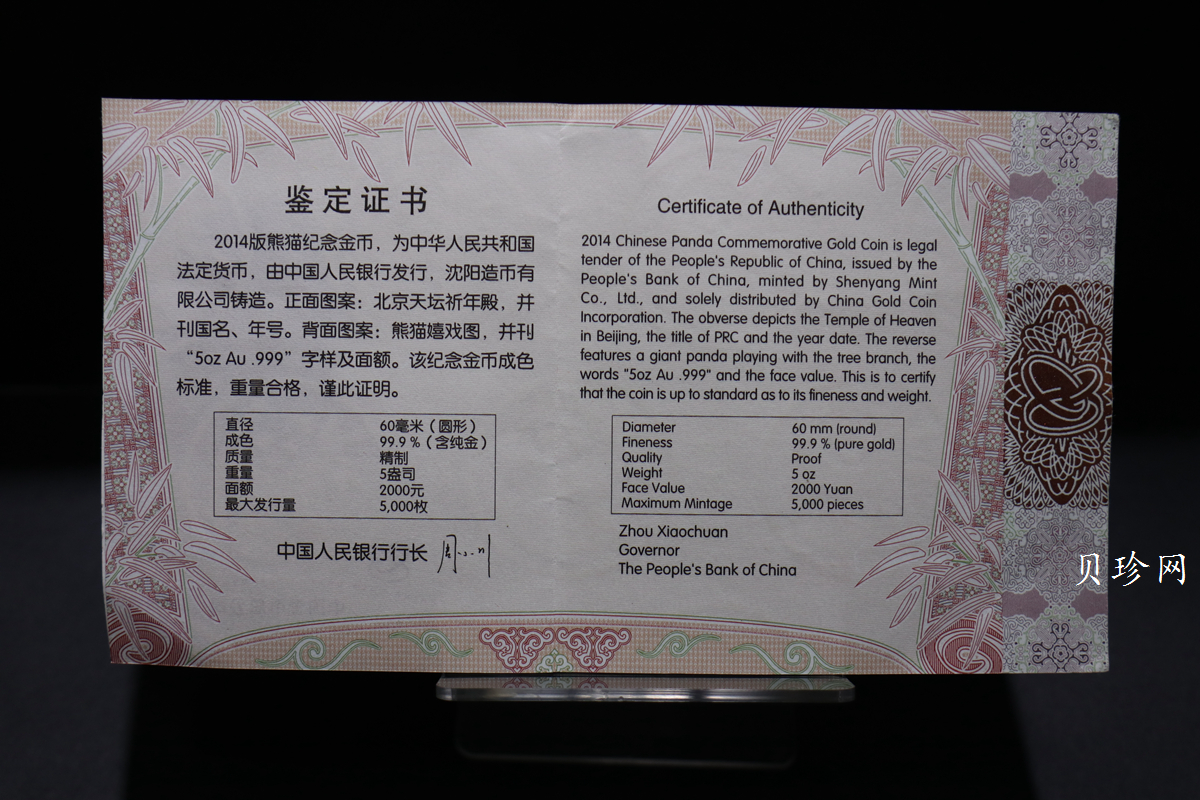 鉴定证书
2014版熊猫纪念金币，为中华人民共和国
法定货币，由中国人民银行发行，沈阳造币有
限公司铸造。正面图案：北京天坛祈年殿，并
刊国名、年号。背面图案：熊猫嬉戏图，并刊
“5oz Au .999”字样及面额。该纪念金币成色
标准，重量合格，谨此证明。
直径 60毫米（圆形）
成色 99.9 %（含纯金）
质量 精制
重量 5盎司
面额 2000元
最大发行量 5,000枚
中国人民银行行长 周小川
Certificate of Authenticity
2014 Chinese Panda Commemorative Gold Coin is legal
tender of the People's Republic of China, issued by the
People's Bank of China, minted by Shenyang Mint
Co., Ltd., and solely distributed by China Gold Coin
Incorporation. The obverse depicts the Temple of Heaven
in Beijing, the title of PRC and the year date. The reverse
features a giant panda playing with the tree branch, the
words "5oz Au .999" and the face value. This is to certify
that the coin is up to standard as to its fineness and weight.
Diameter 60 mm (round)
Fineness 99.9 % (pure gold)
Quality Proof
Weight 5 oz
Face Value 2000 Yuan
Maximum Mintage 5,000 pieces
Zhou Xiaochuan
Governor
The People's Bank of China
贝珍网